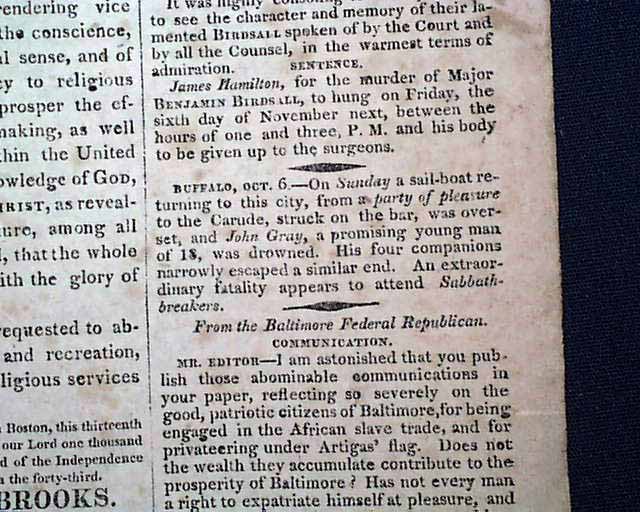 rendering vice
the conscience,
al sense, and of
cy to religious
prosper the ef-
making, as well
thin the United
owledge of GOD,
HRIST, as reveal-
ture, among all
d, that the whole
ith the glory of
requested to ab-
and recreation,
ligious services
Boston, this thirteenth
our Lord one thousand
d of the Independence
the forty-third.
BROOKS.
It was highly
to see the character and memory of their la-
mented BIRDSALL spoken of by the Court and
by all the Counsel, in the warmest terms of
admiration.
SENTENCE.
James Hamilton, for the murder of Major
BENJAMIN BIRDSALL, to hung on Friday, the
sixth day of November next, between the
hours of one and three, P. M. and his body
to be given up to the surgeons.
BUFFALO, OCT. 6.—On Sunday a sail-boat re-
turning to this city, from a party of pleasure
to the Carude, struck on the bar, was over-
set, and John Gray, a promising young man
of 18, was drowned. His four companions
narrowly escaped a similar end. An extraor-
dinary fatality appears to attend Sabbath-
breakers.
From the Baltimore Federal Republican.
COMMUNICATION.
MR. EDITOR—I am astonished that you pub-
lish those abominable communications in
your paper, reflecting so severely on the
good, patriotic citizens of Baltimore, for being
engaged in the African slave trade, and for
privateering under Artigas' flag. Does not
the wealth they accumulate contribute to the
prosperity of Baltimore? Has not every man
a right to expatriate himself at pleasure, and